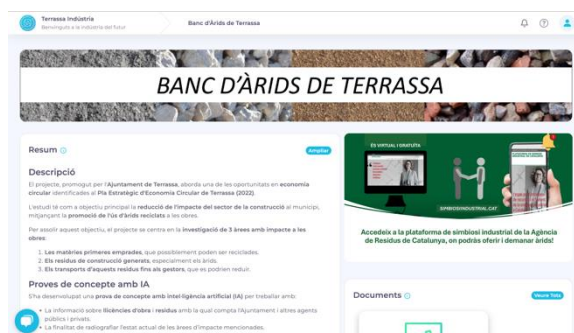 Terrassa Indústria
Benvinguts a la indústria del futur
Banc d'Àrids de Terrassa
BANC D'ÀRIDS DE TERRASSA
Resum
Ampliar
Descripció
El projecte, promogut per l'Ajuntament de Terrassa, aborda una de les oportunitats en economia
circular identificades al Pla Estratègic d'Economia Circular de Terrassa (2022).
L'estudi té com a objectiu principal la reducció de l'impacte del sector de la construcció al municipi,
mitjançant la promoció de l'ús d'àrids reciclats a les obres.
Per assolir aquest objectiu, el projecte se centra en la investigació de 3 àrees amb impacte a les
obres:
1. Les matèries primeres emprades, que possiblement poden ser reciclades.
2. Els residus de construcció generats, especialment els àrids.
3. Els transports d'aquests residus fins als gestors, que es podrien reduir.
Proves de concepte amb IA
S'ha desenvolupat una prova de concepte amb intel·ligència artificial (IA) per treballar amb:
• La informació sobre llicències d'obra i residus amb la qual compta l'Ajuntament i altres agents
públics i privats.
• La finalitat de radiografiar l'estat actual de les àrees d'impacte mencionades.
ÉS VIRTUAL I GRATUÏTA
SIMBIOSINDUSTRIAL.CAT
Accedeix a la plataforma de simbiosi industrial de la Agència
de Residus de Catalunya, on podràs oferir i demanar àrids!
Documents
Veure Tots